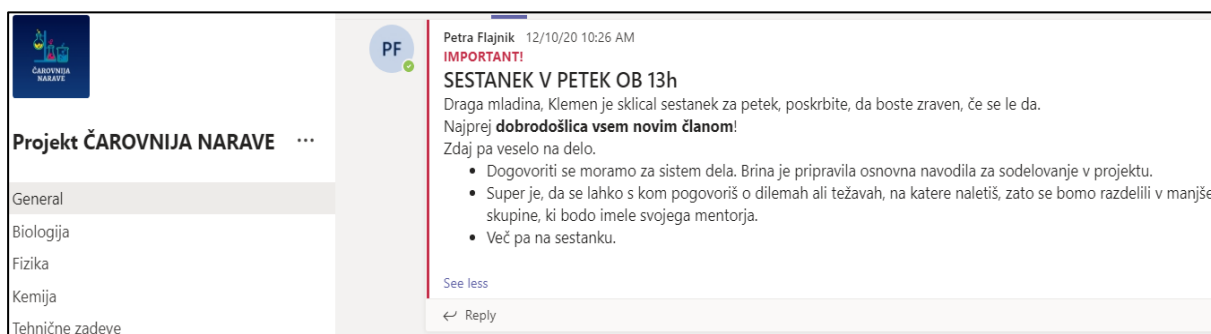 ČAROVNIJA
NARAVE
Projekt ČAROVNIJA NARAVE ...
General
Biologija
Fizika
Kemija
Tehnične zadeve
PF
Petra Flajnik 12/10/20 10:26 AM
IMPORTANT!
SESTANEK V PETEK OB 13h
Draga mladina, Klemen je sklical sestanek za petek, poskrbite, da boste zraven, če se le da.
Najprej dobrodošlica vsem novim članom!
Zdaj pa veselo na delo.
• Dogovoriti se moramo za sistem dela. Brina je pripravila osnovna navodila za sodelovanje v projektu.
• Super je, da se lahko s kom pogovoriš o dilemah ali težavah, na katere naletiš, zato se bomo razdelili v manjše
skupine, ki bodo imele svojega mentorja.
• Več pa na sestanku.
See less
Reply